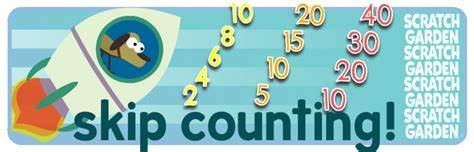 10 20 40
8
15 30
6
10 20
4
2 5 10
skip counting!
SCRATCH
GARDEN
SCRATCH
GARDEN
SCRATCH
GARDEN
SCRATCH
GARDEN